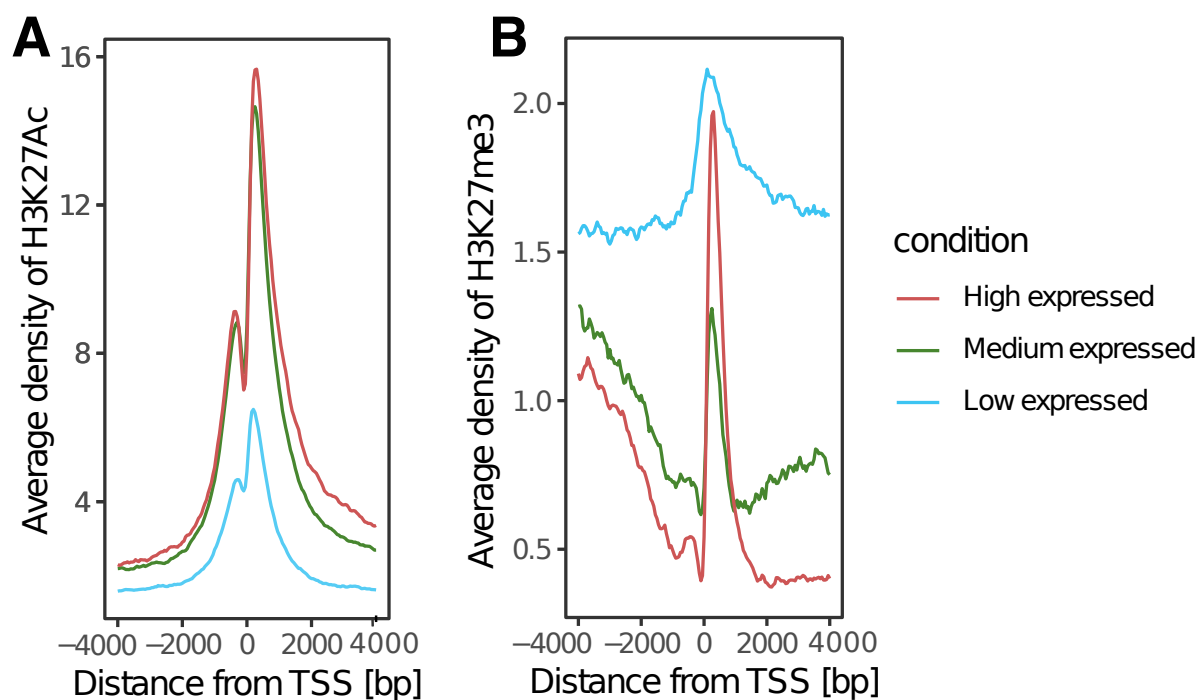 A
Average density of H3K27Ac
16
12
8
4
−4000 −2000 0 2000 4000
Distance from TSS [bp]
B
Average density of H3K27me3
2.0
1.5
1.0
0.5
−4000 −2000 0 2000 4000
Distance from TSS [bp]
condition
High expressed
Medium expressed
Low expressed